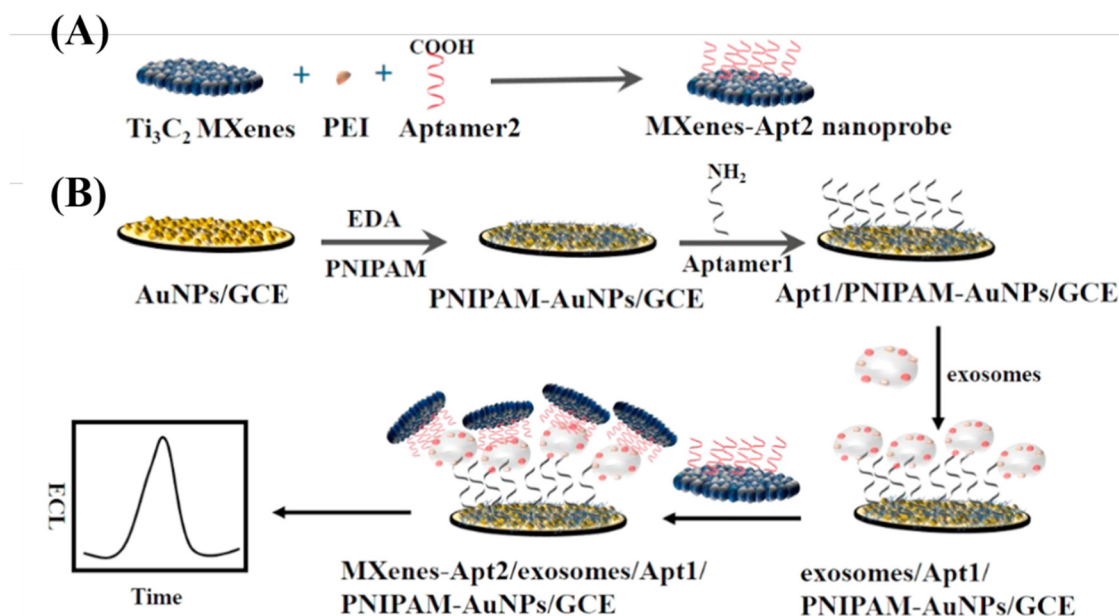 (A)
COOH
+ + 
Ti₃C₂ MXenes PEI Aptamer2
MXenes-Apt2 nanoprobe
(B)
NH₂
EDA
PNIPAM
Aptamer1
AuNPs/GCE
PNIPAM-AuNPs/GCE
Apt1/PNIPAM-AuNPs/GCE
exosomes
ECL
Time
MXenes-Apt2/exosomes/Apt1/
PNIPAM-AuNPs/GCE
exosomes/Apt1/
PNIPAM-AuNPs/GCE